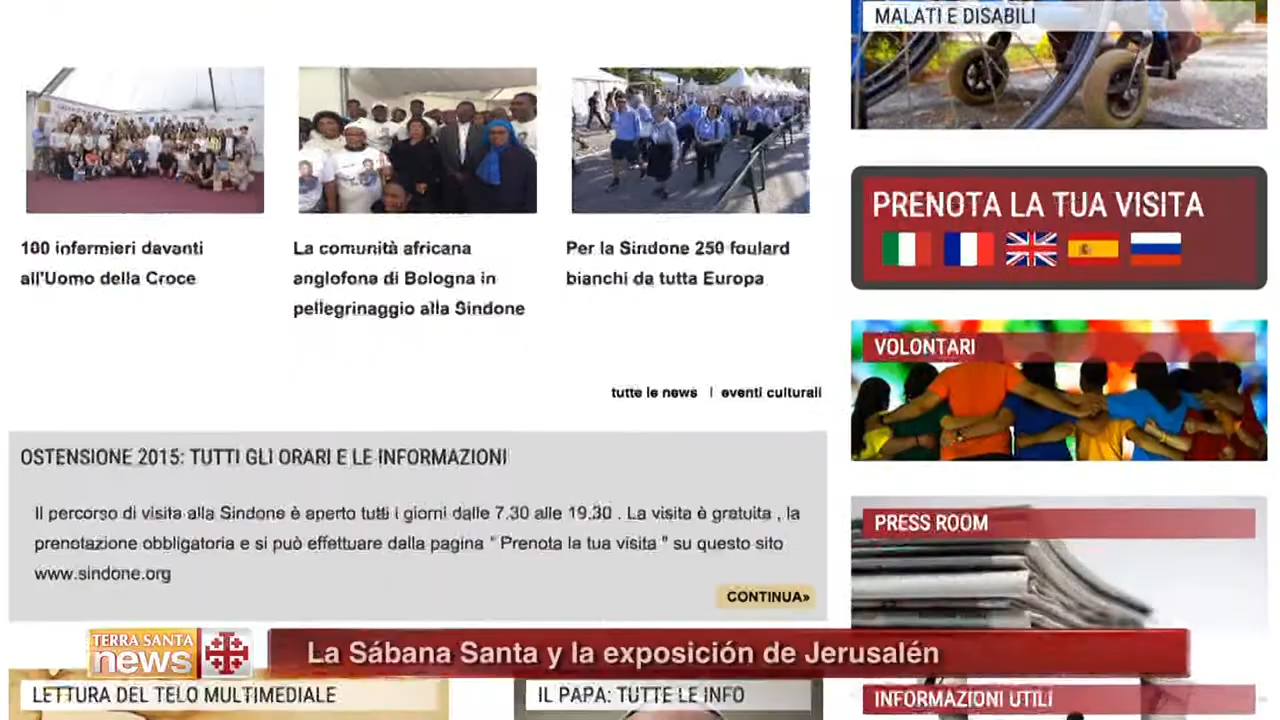 MALATI E DISABILI
100 infermieri davanti
all'Uomo della Croce
La comunità africana
anglofona di Bologna in
pellegrinaggio alla Sindone
Per la Sindone 250 foulard
bianchi da tutta Europa
PRENOTA LA TUA VISITA
VOLONTARI
tutte le news | eventi culturali
OSTENSIONE 2015: TUTTI GLI ORARI E LE INFORMAZIONI
Il percorso di visita alla Sindone è aperto tutti i giorni dalle 7.30 alle 19.30 . La visita è gratuita , la
prenotazione obbligatoria e si può effettuare dalla pagina " Prenota la tua visita " su questo sito
www.sindone.org
CONTINUA»
PRESS ROOM
TERRA SANTA
news
La Sábana Santa y la exposición de Jerusalén
LETTURA DEL TELO MULTIMEDIALE
IL PAPA: TUTTE LE INFO
INFORMAZIONI UTILI